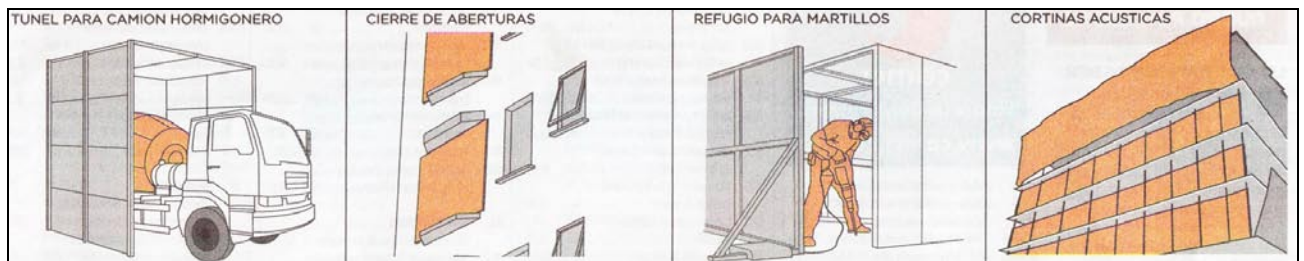 TUNEL PARA CAMION HORMIGONERO
CIERRE DE ABERTURAS
REFUGIO PARA MARTILLOS
CORTINAS ACUSTICAS